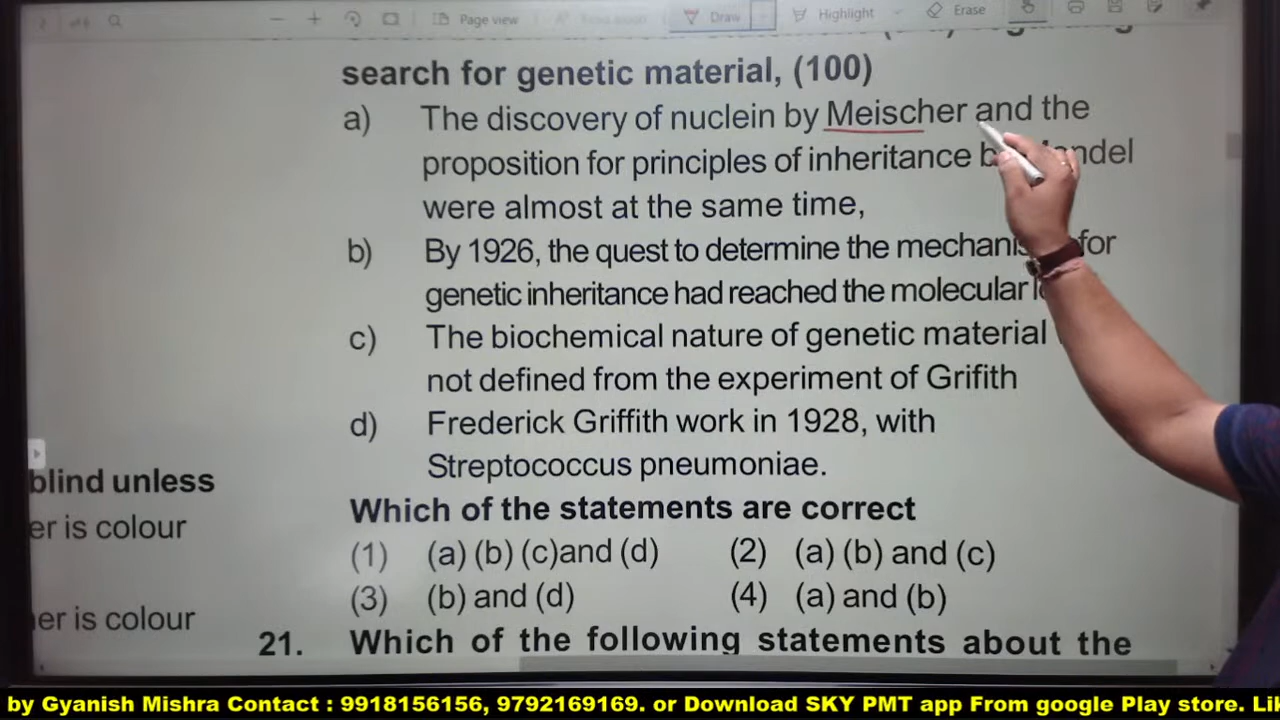 Page view
Draw
Highlight
Erase
search for genetic material, (100)
a) The discovery of nuclein by Meischer and the
proposition for principles of inheritance
were almost at the same time,
b) By 1926, the quest to determine the for
genetic inheritance had reached the molecular
c) The biochemical nature of genetic material
not defined from the experiment of Grifith
d) Frederick Griffith work in 1928, with
Streptococcus pneumoniae.
blind unless
Which of the statements are correct
er is colour
(1) (a) (b) (c)and (d) (2) (a) (b) and (c)
(3) (b) and (d) (4) (a) and (b)
er is colour
21. Which of the following statements about the
by Gyanish Mishra Contact : 9918156156, 9792169169. or Download SKY PMT app From google Play store. Li